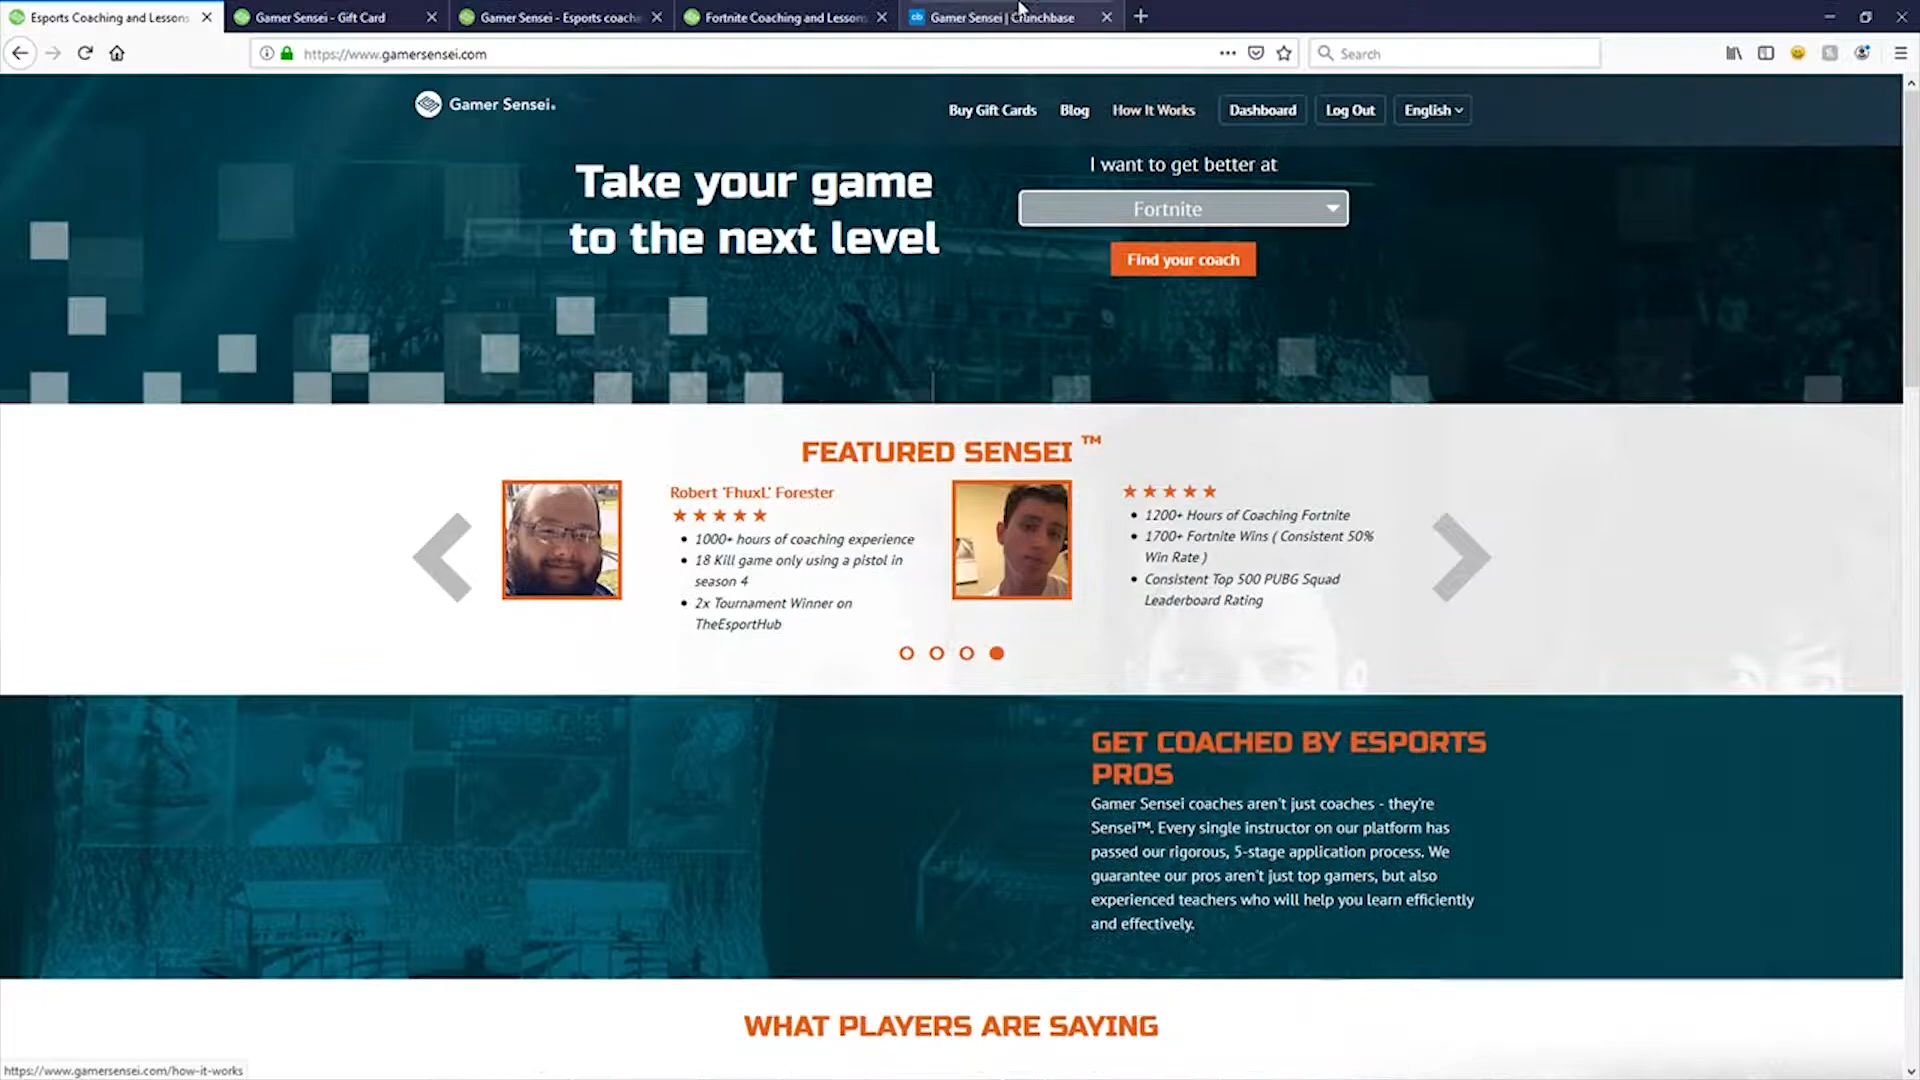 Esports Coaching and Lessons
Gamer Sensei - Gift Card
Gamer Sensei - Esports coach
Fortnite Coaching and Lesson
Gamer Sensei | Crunchbase
https://www.gamersensei.com
Search
Gamer Sensei
Buy Gift Cards
Blog
How It Works
Dashboard
Log Out
English
Take your game
to the next level
I want to get better at
Fortnite
Find your coach
FEATURED SENSEI ™
Robert 'FhuxL' Forester
1000+ hours of coaching experience
18 Kill game only using a pistol in
season 4
2x Tournament Winner on
TheEsportHub
1200+ Hours of Coaching Fortnite
1700+ Fortnite Wins ( Consistent 50%
Win Rate )
Consistent Top 500 PUBG Squad
Leaderboard Rating
GET COACHED BY ESPORTS
PROS
Gamer Sensei coaches aren't just coaches - they're
Sensei™. Every single instructor on our platform has
passed our rigorous, 5-stage application process. We
guarantee our pros aren't just top gamers, but also
experienced teachers who will help you learn efficiently
and effectively.
WHAT PLAYERS ARE SAYING
https://www.gamersensei.com/how-it-works